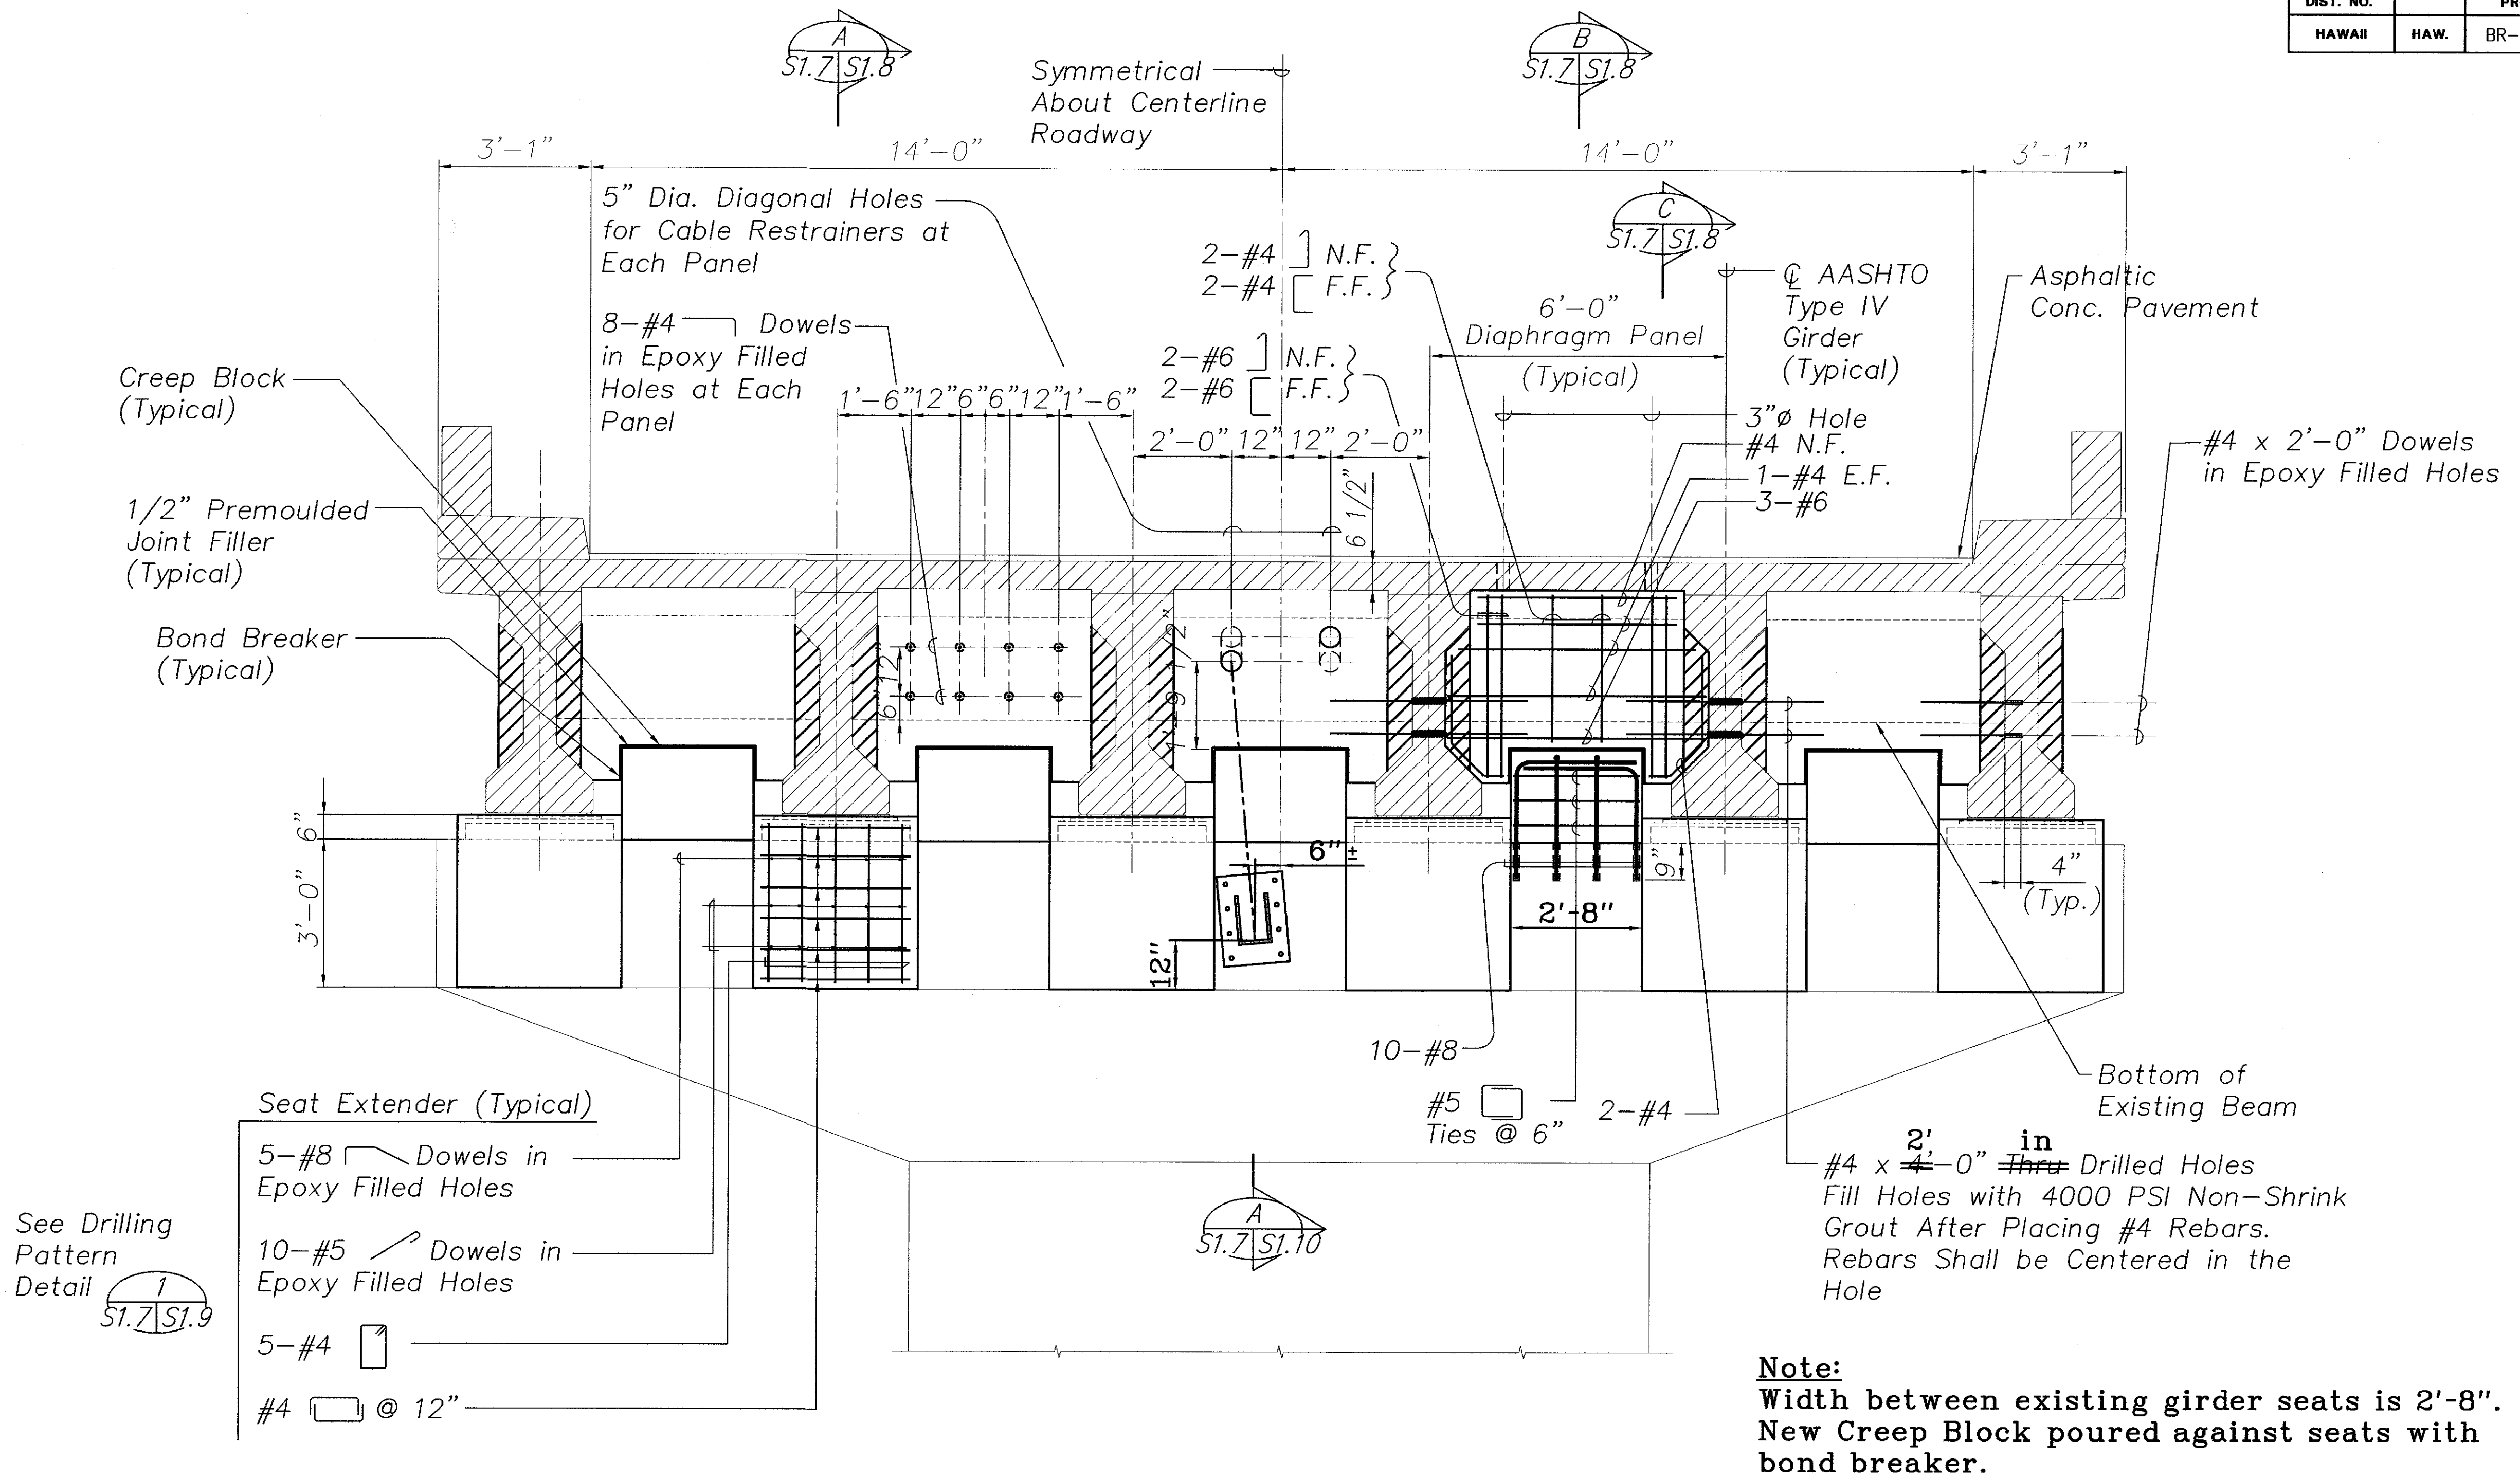 DIST. NO.
HAWAII HAW. BR-
A
S1.7 S1.8
B
S1.7 S1.8
Symmetrical
About Centerline
Roadway
3'-1" 14'-0" 14'-0" 3'-1"
5" Dia. Diagonal Holes
for Cable Restrainers at
Each Panel
C
S1.7 S1.8
2-#4 N.F.
2-#4 F.F.
℄ AASHTO
Type IV
Girder
(Typical)
Asphaltic
Conc. Pavement
6'-0"
Diaphragm Panel
(Typical)
8-#4 Dowels
in Epoxy Filled
Holes at Each
Panel
2-#6 N.F.
2-#6 F.F.
Creep Block
(Typical)
1'-6" 12" 6" 6" 12" 1'-6"
3"ø Hole
#4 N.F.
1-#4 E.F.
3-#6
2'-0" 12" 12" 2'-0"
#4 x 2'-0" Dowels
in Epoxy Filled Holes
6 1/2"
1/2" Premoulded
Joint Filler
(Typical)
Bond Breaker
(Typical)
12"
6"
6"
3'-0"
6"±
9"
4"
(Typ.)
2'-8"
12"
10-#8
#5
Ties @ 6"
2-#4
Bottom of
Existing Beam
Seat Extender (Typical)
5-#8 Dowels in
Epoxy Filled Holes
10-#5 Dowels in
Epoxy Filled Holes
5-#4
#4 @ 12"
See Drilling
Pattern
Detail
1
S1.7 S1.9
A
S1.7 S1.10
2' in
#4 x 4'-0" Thru Drilled Holes
Fill Holes with 4000 PSI Non-Shrink
Grout After Placing #4 Rebars.
Rebars Shall be Centered in the
Hole
Note:
Width between existing girder seats is 2'-8".
New Creep Block poured against seats with
bond breaker.